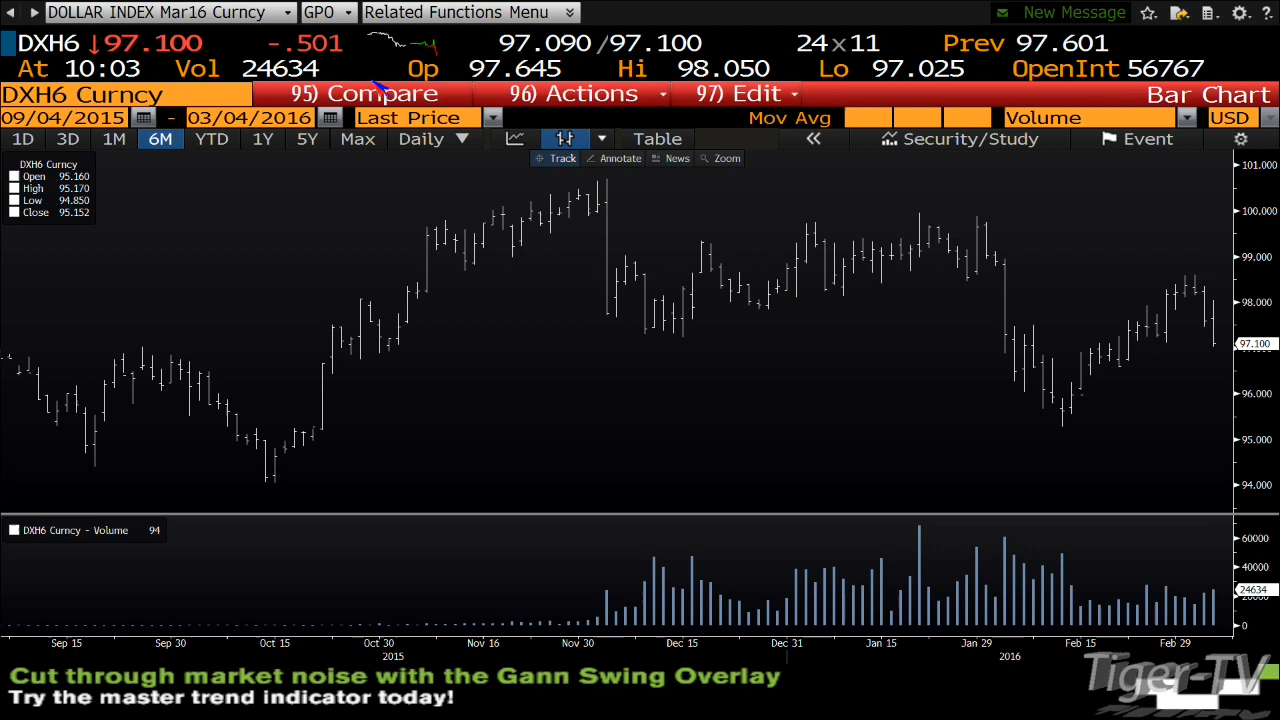 DOLLAR INDEX Mar16 Curncy GPO Related Functions Menu New Message
DXH6 ↓97.100 -.501 97.090/97.100 24x11 Prev 97.601
At 10:03 Vol 24634 Op 97.645 Hi 98.050 Lo 97.025 OpenInt 56767
DXH6 Curncy 95) Compare 96) Actions 97) Edit Bar Chart
09/04/2015 - 03/04/2016 Last Price Mov Avg Volume USD
1D 3D 1M 6M YTD 1Y 5Y Max Daily Table Security/Study Event
Track Annotate News Zoom
DXH6 Curncy
Open 95.160
High 95.170
Low 94.850
Close 95.152
101.000
100.000
99.000
98.000
97.100
96.000
95.000
94.000
DXH6 Curncy - Volume 94
60000
40000
24634
20000
0
Sep 15 Sep 30 Oct 15 Oct 30 Nov 16 Nov 30 Dec 15 Dec 31 Jan 15 Jan 29 Feb 15 Feb 29
2015 2016
Cut through market noise with the Gann Swing Overlay
Try the master trend indicator today!
Tiger-TV